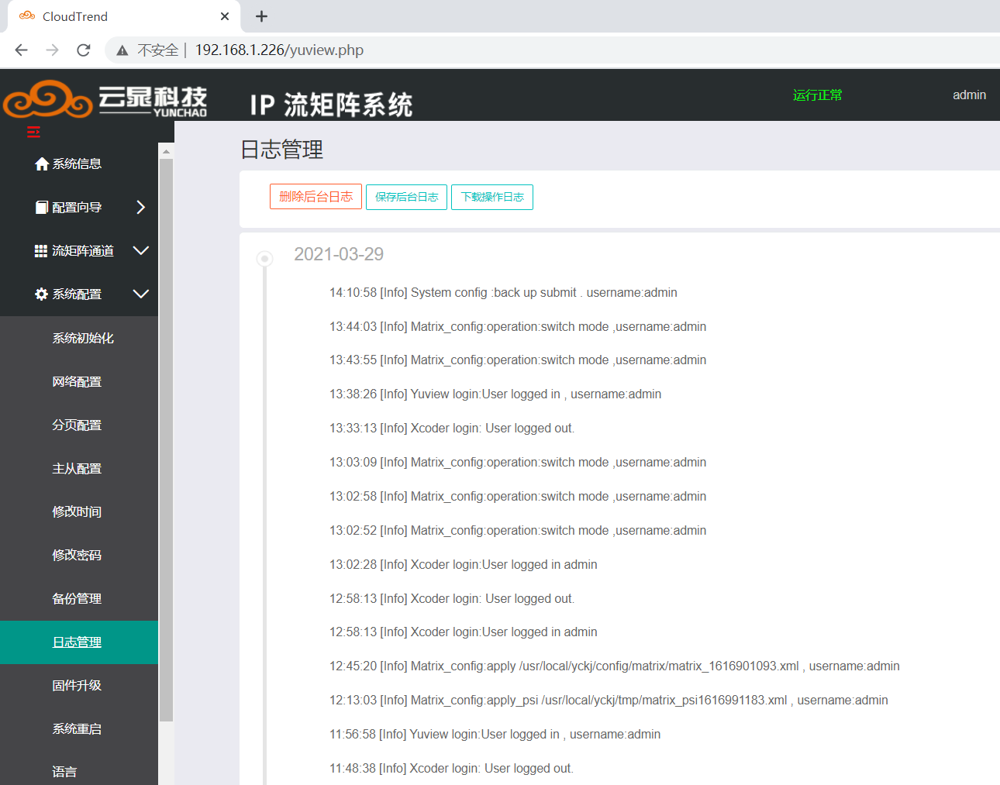 CloudTrend
不安全 192.168.1.226/yuview.php
云晁科技
YUNCHAO
IP 流矩阵系统
运行正常
admin
系统信息
配置向导
流矩阵通道
系统配置
系统初始化
网络配置
分页配置
主从配置
修改时间
修改密码
备份管理
日志管理
固件升级
系统重启
语言
日志管理
删除后台日志 保存后台日志 下载操作日志
2021-03-29
14:10:58 [Info] System config :back up submit . username:admin
13:44:03 [Info] Matrix_config:operation:switch mode ,username:admin
13:43:55 [Info] Matrix_config:operation:switch mode ,username:admin
13:38:26 [Info] Yuview login:User logged in , username:admin
13:33:13 [Info] Xcoder login: User logged out.
13:03:09 [Info] Matrix_config:operation:switch mode ,username:admin
13:02:58 [Info] Matrix_config:operation:switch mode ,username:admin
13:02:52 [Info] Matrix_config:operation:switch mode ,username:admin
13:02:28 [Info] Xcoder login:User logged in admin
12:58:13 [Info] Xcoder login: User logged out.
12:58:13 [Info] Xcoder login:User logged in admin
12:45:20 [Info] Matrix_config:apply /usr/local/yckj/config/matrix/matrix_1616901093.xml , username:admin
12:13:03 [Info] Matrix_config:apply_psi /usr/local/yckj/tmp/matrix_psi1616991183.xml , username:admin
11:56:58 [Info] Yuview login:User logged in , username:admin
11:48:38 [Info] Xcoder login: User logged out.